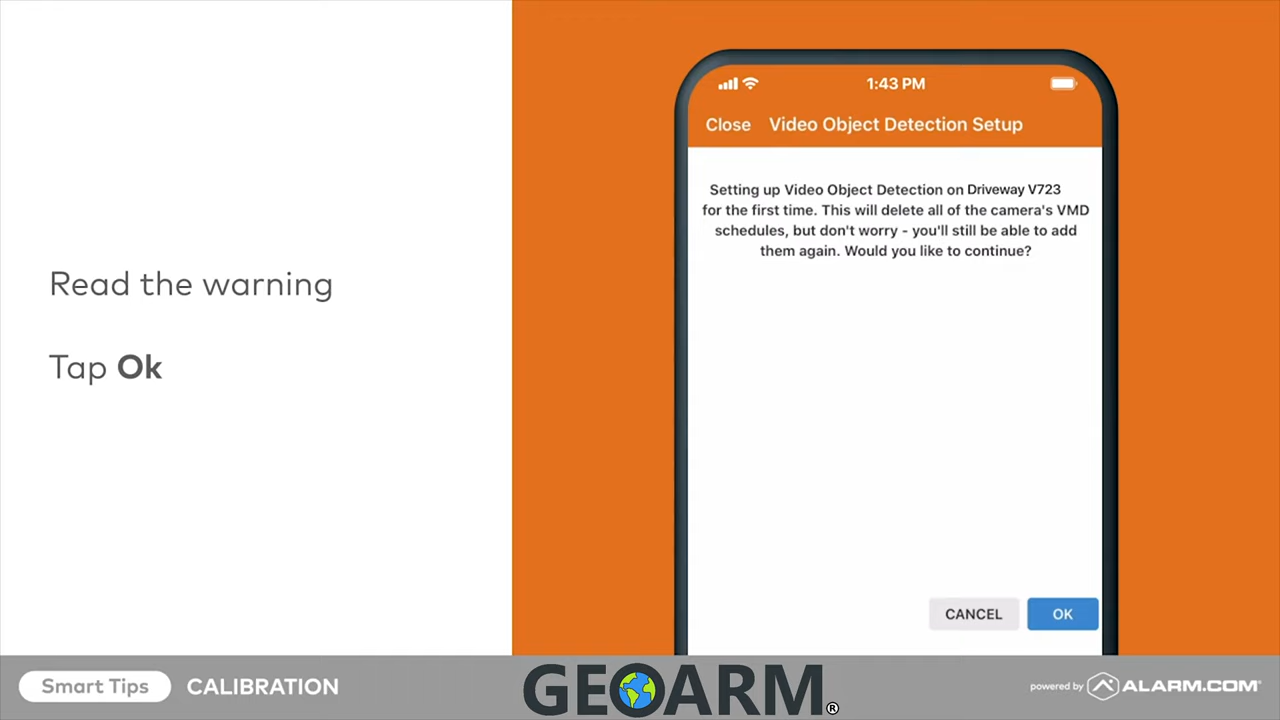 Read the warning
Tap Ok
1:43 PM
Close Video Object Detection Setup
Setting up Video Object Detection on Driveway V723
for the first time. This will delete all of the camera's VMD
schedules, but don't worry - you'll still be able to add
them again. Would you like to continue?
CANCEL OK
Smart Tips CALIBRATION
GEOARM®
powered by ALARM.COM®